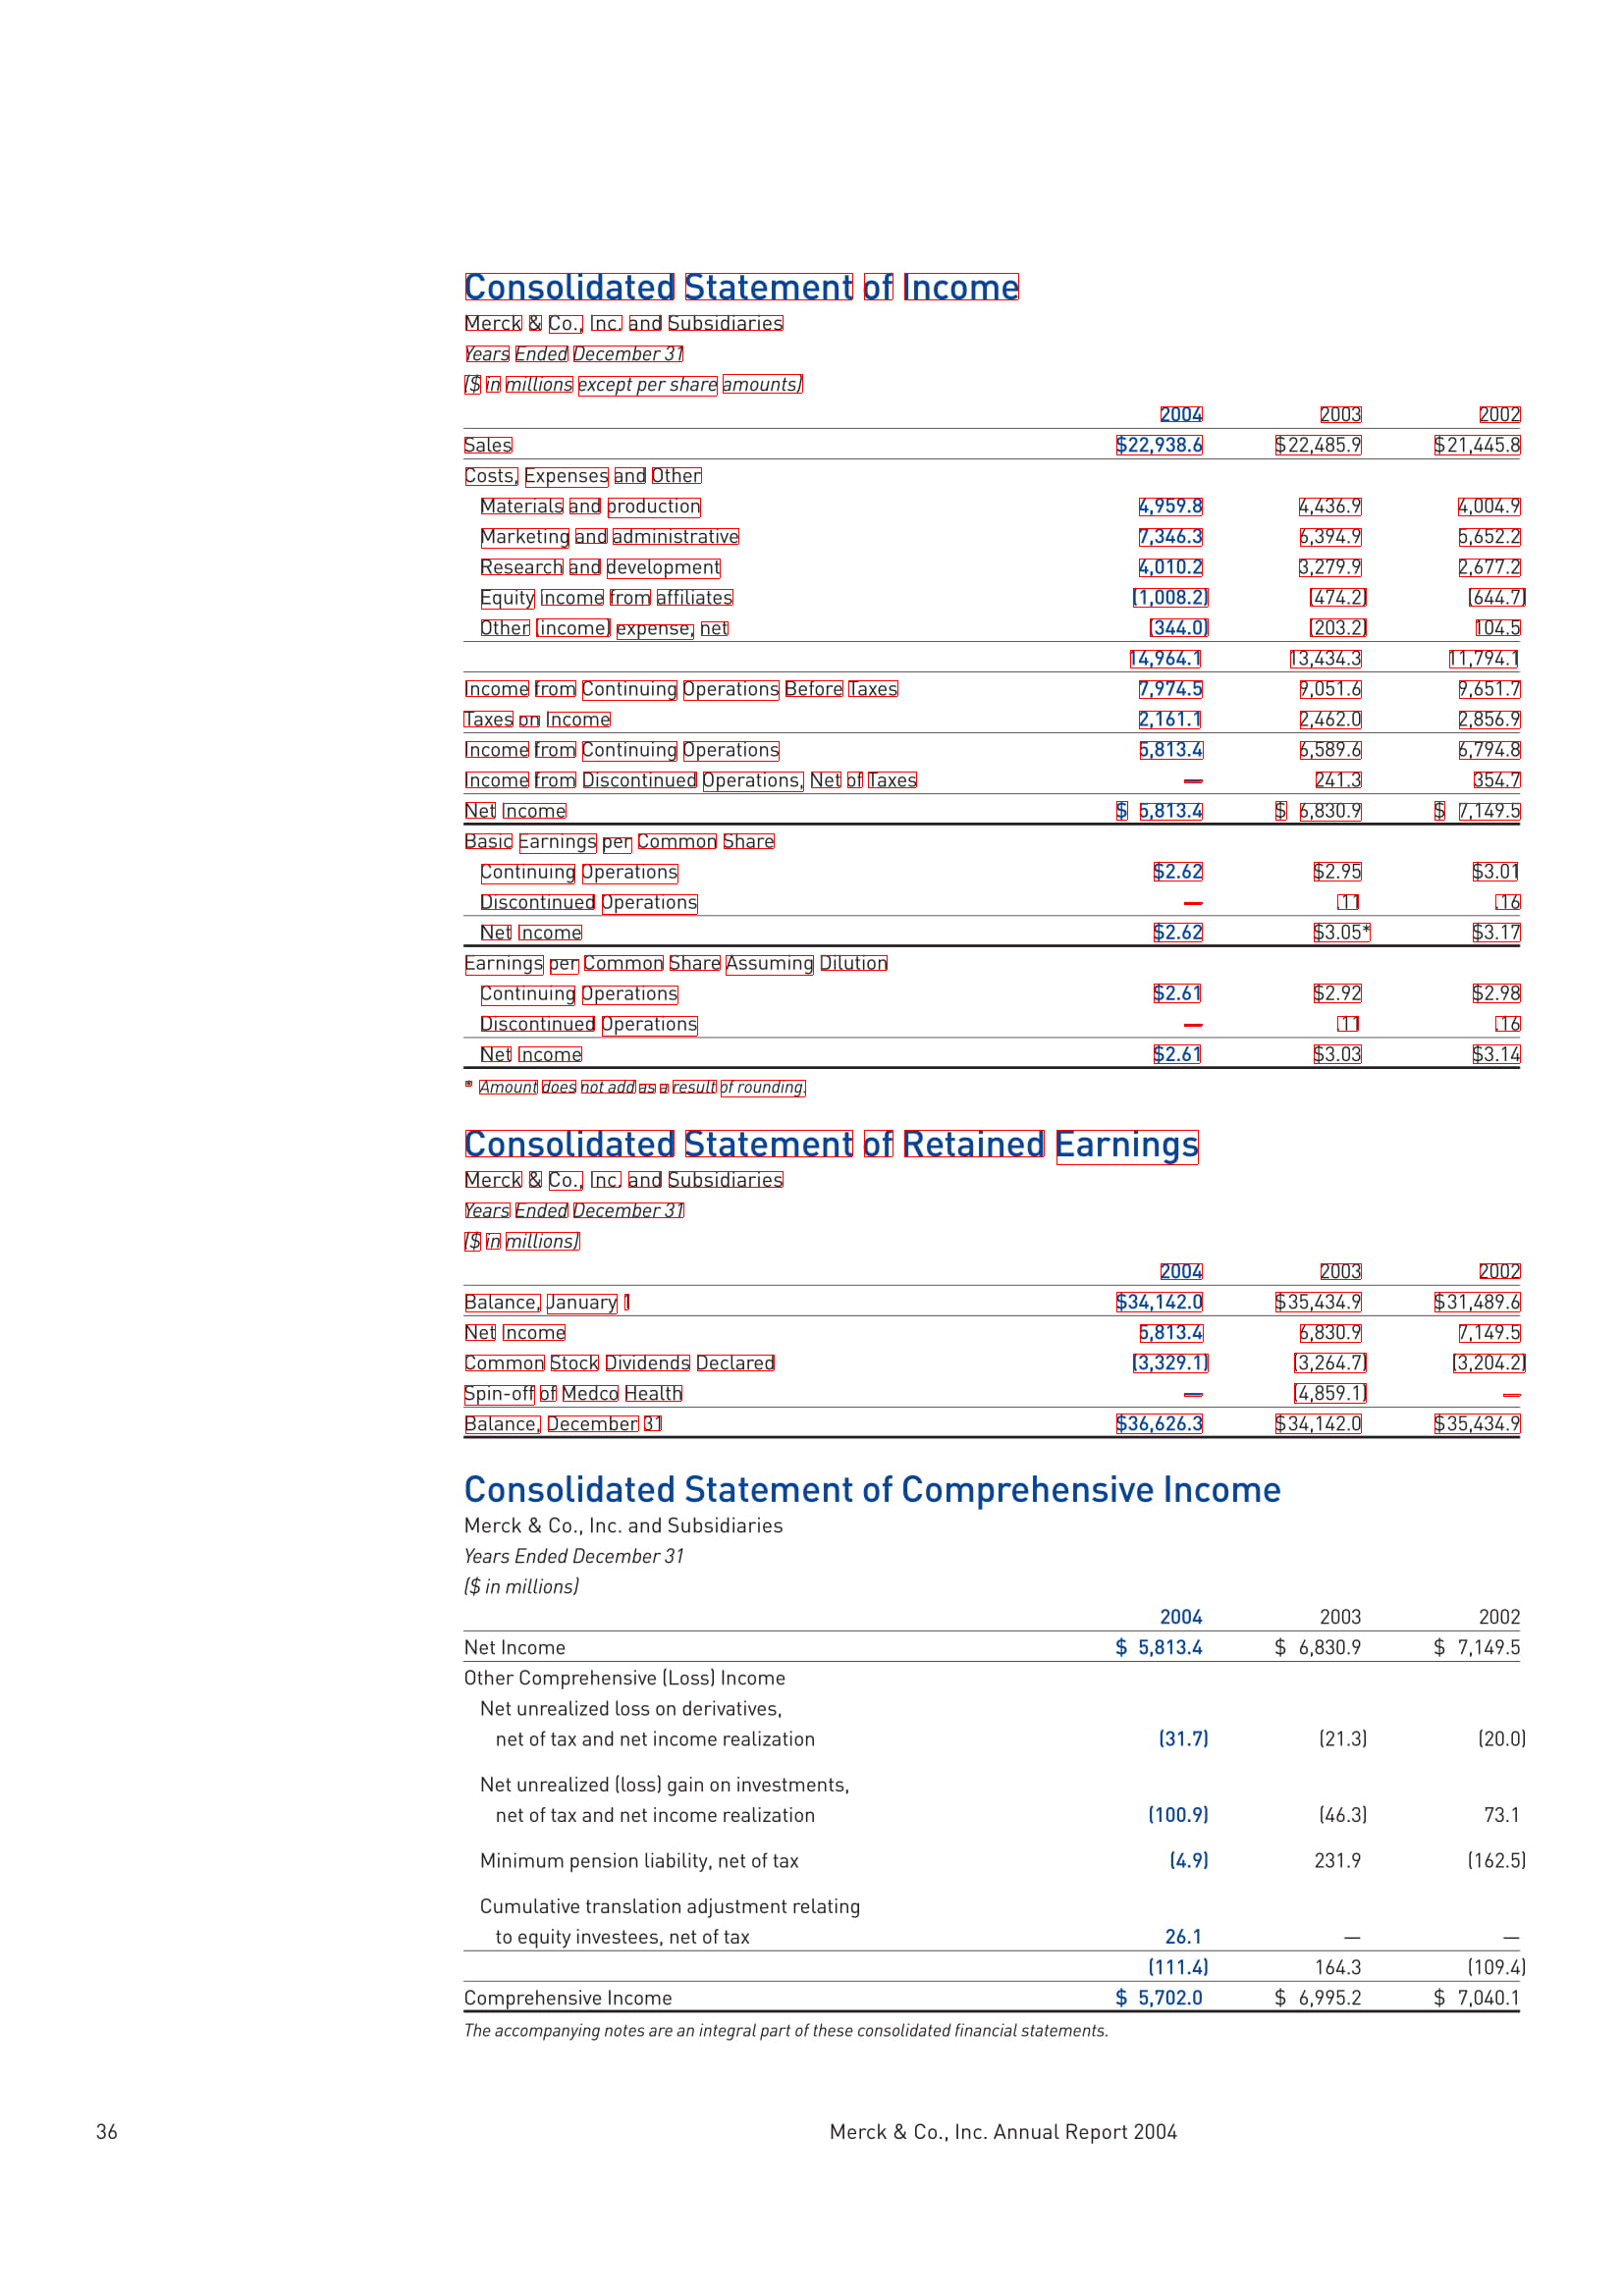 Consolidated Statement of Income
Merck & Co., Inc. and Subsidiaries
Years Ended December 31
($ in millions except per share amounts)
2004 2003 2002
Sales $22,938.6 $22,485.9 $21,445.8
Costs, Expenses and Other
Materials and production 4,959.8 4,436.9 4,004.9
Marketing and administrative 7,346.3 6,394.9 5,652.2
Research and development 4,010.2 3,279.9 2,677.2
Equity income from affiliates (1,008.2) (474.2) (644.7)
Other (income) expense, net (344.0) (203.2) 104.5
14,964.1 13,434.3 11,794.1
Income from Continuing Operations Before Taxes 7,974.5 9,051.6 9,651.7
Taxes on Income 2,161.1 2,462.0 2,856.9
Income from Continuing Operations 5,813.4 6,589.6 6,794.8
Income from Discontinued Operations, Net of Taxes — 241.3 354.7
Net Income $ 5,813.4 $ 6,830.9 $ 7,149.5
Basic Earnings per Common Share
Continuing Operations $2.62 $2.95 $3.01
Discontinued Operations — .11 .16
Net Income $2.62 $3.05* $3.17
Earnings per Common Share Assuming Dilution
Continuing Operations $2.61 $2.92 $2.98
Discontinued Operations — .11 .16
Net Income $2.61 $3.03 $3.14
* Amount does not add as a result of rounding.
Consolidated Statement of Retained Earnings
Merck & Co., Inc. and Subsidiaries
Years Ended December 31
($ in millions)
2004 2003 2002
Balance, January 1 $34,142.0 $35,434.9 $31,489.6
Net Income 5,813.4 6,830.9 7,149.5
Common Stock Dividends Declared (3,329.1) (3,264.7) (3,204.2)
Spin-off of Medco Health — (4,859.1) —
Balance, December 31 $36,626.3 $34,142.0 $35,434.9
Consolidated Statement of Comprehensive Income
Merck & Co., Inc. and Subsidiaries
Years Ended December 31
($ in millions)
2004 2003 2002
Net Income $ 5,813.4 $ 6,830.9 $ 7,149.5
Other Comprehensive (Loss) Income
Net unrealized loss on derivatives,
net of tax and net income realization (31.7) (21.3) (20.0)
Net unrealized (loss) gain on investments,
net of tax and net income realization (100.9) (46.3) 73.1
Minimum pension liability, net of tax (4.9) 231.9 (162.5)
Cumulative translation adjustment relating
to equity investees, net of tax 26.1 — —
(111.4) 164.3 (109.4)
Comprehensive Income $ 5,702.0 $ 6,995.2 $ 7,040.1
The accompanying notes are an integral part of these consolidated financial statements.
36 Merck & Co., Inc. Annual Report 2004